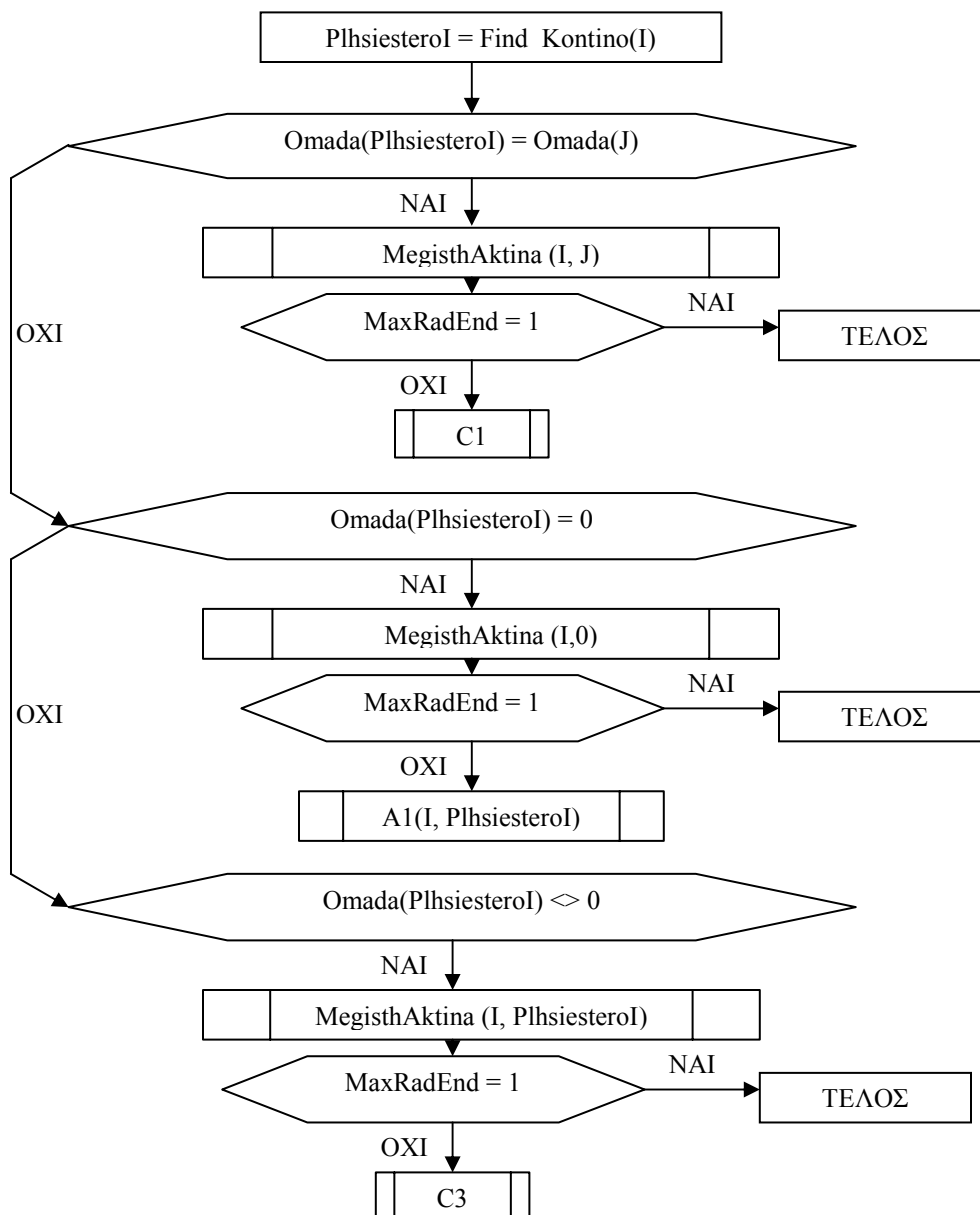 PlhsiesteroI = Find_Kontino(I)
Omada(PlhsiesteroI) = Omada(J)
NAI
MegisthAktina (I, J)
MaxRadEnd = 1
NAI
ΤΕΛΟΣ
OXI
OXI
C1
Omada(PlhsiesteroI) = 0
NAI
MegisthAktina (I,0)
MaxRadEnd = 1
NAI
ΤΕΛΟΣ
OXI
OXI
A1(I, PlhsiesteroI)
Omada(PlhsiesteroI) <> 0
NAI
MegisthAktina (I, PlhsiesteroI)
MaxRadEnd = 1
NAI
ΤΕΛΟΣ
OXI
C3